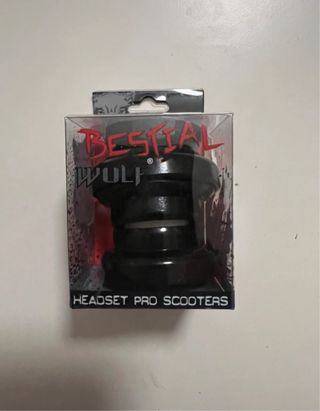 BESTIAL
WOLF®
HEADSET PRO SCOOTERS